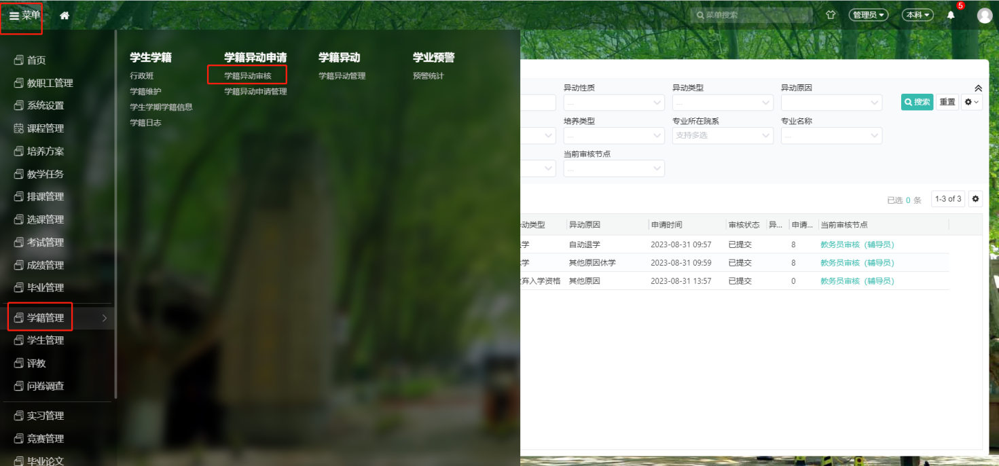 菜单
菜单搜索
管理员
本科
5
首页
教职工管理
系统设置
课程管理
培养方案
教学任务
排课管理
选课管理
考试管理
成绩管理
毕业管理
学籍管理
学生管理
评教
问卷调查
实习管理
竞赛管理
毕业论文
学生学籍
行政班
学籍维护
学生学期学籍信息
学籍日志
学籍异动申请
学籍异动审核
学籍异动申请管理
学籍异动
学籍异动管理
学业预警
预警统计
异动性质 异动类型 异动原因
... ...
搜索 重置
培养类型 专业所在院系 专业名称
... 支持多选 ...
当前审核节点
...
已选 0 条 1-3 of 3
动类型 异动原因 申请时间 审核状态 异... 申请... 当前审核节点
学 自动退学 2023-08-31 09:57 已提交 8 教务员审核（辅导员）
学 其他原因休学 2023-08-31 09:59 已提交 8 教务员审核（辅导员）
弃入学资格 其他原因 2023-08-31 13:57 已提交 0 教务员审核（辅导员）